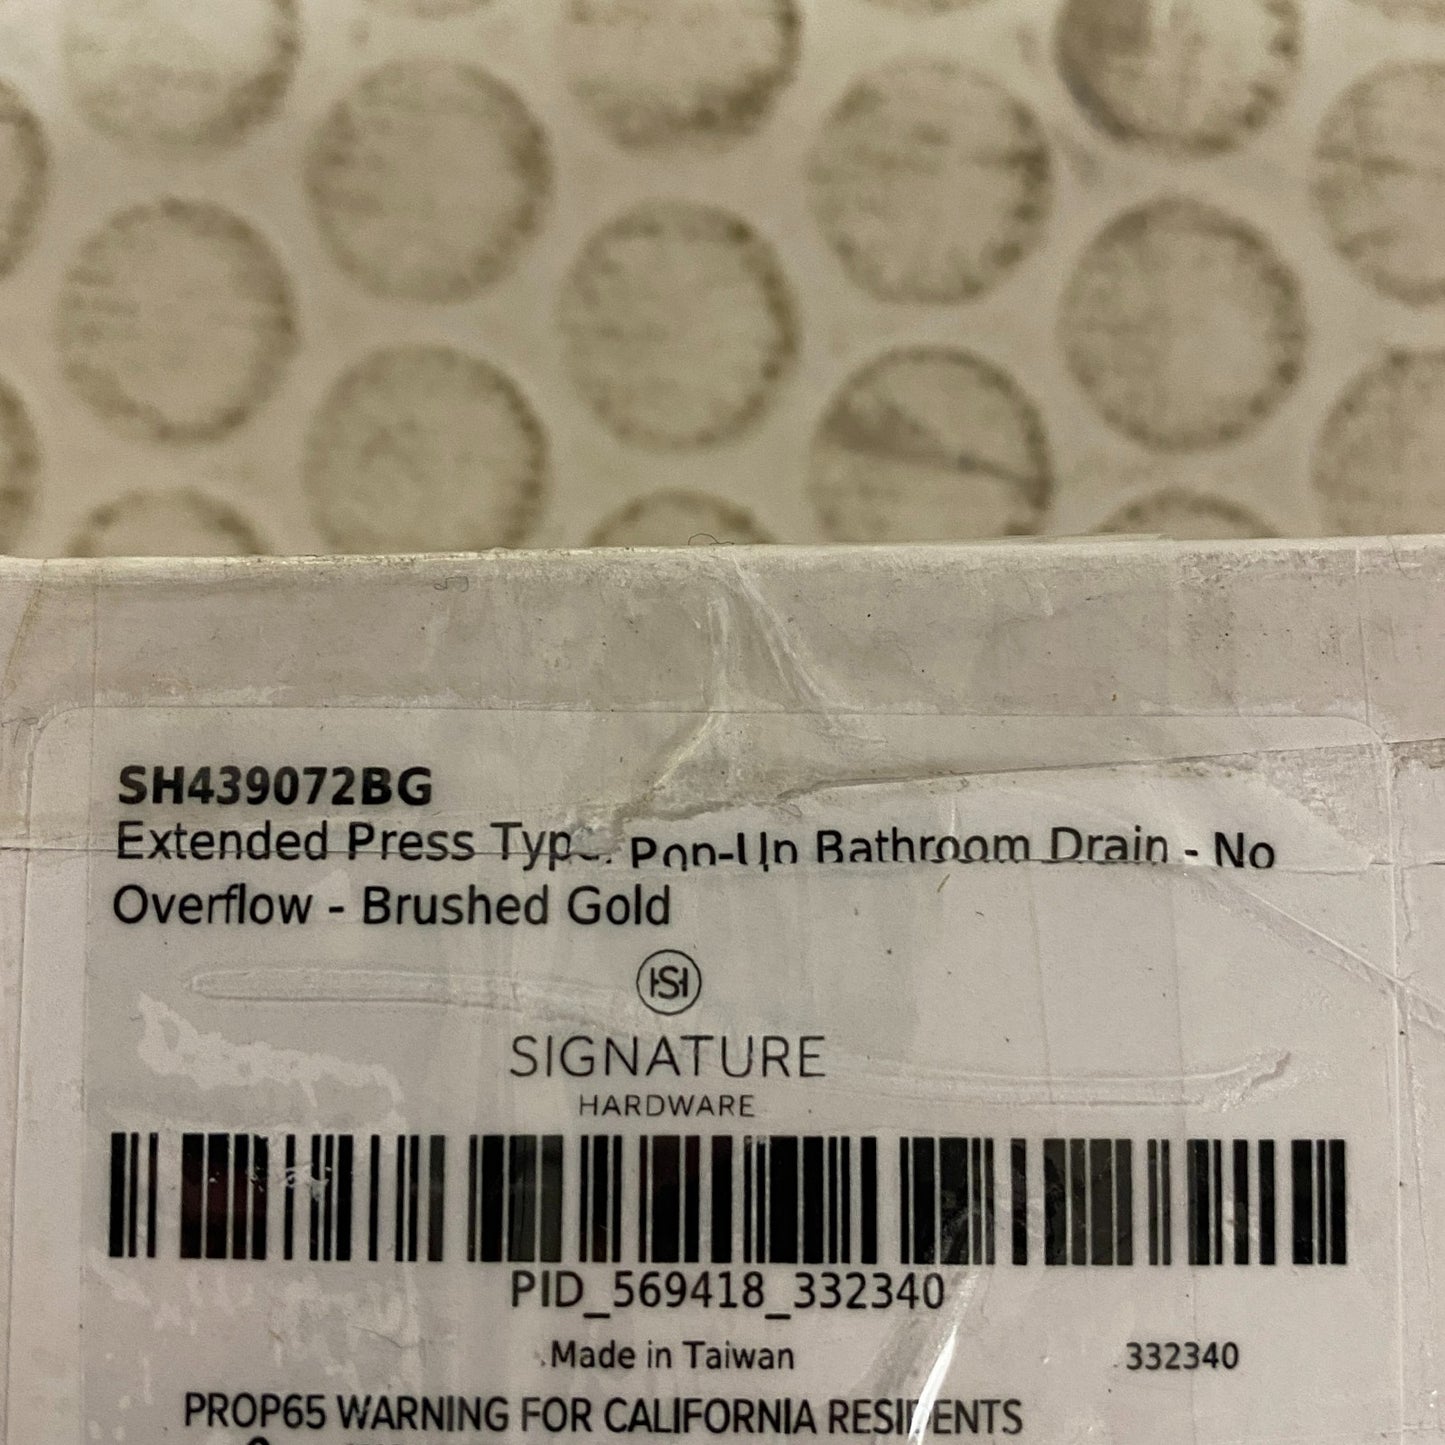 SH439072BG
Extended Press Type Pop-Up Bathroom Drain - No
Overflow - Brushed Gold
SH
SIGNATURE
HARDWARE
PID_569418_332340
Made in Taiwan 332340
PROP65 WARNING FOR CALIFORNIA RESIDENTS